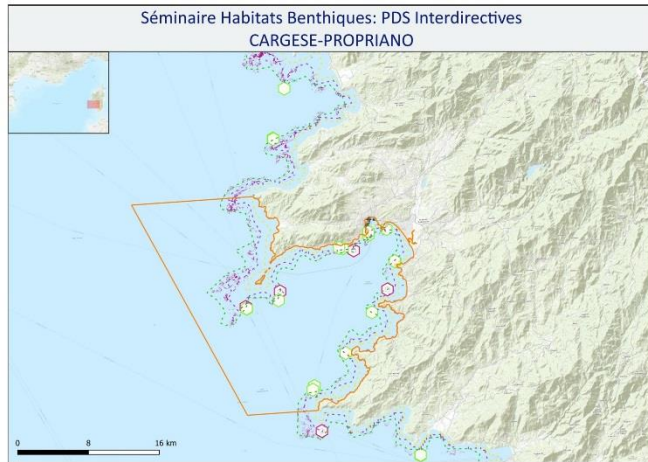 Séminaire Habitats Benthiques: PDS Interdirectives
CARGESE-PROPRIANO
0 8 16 km